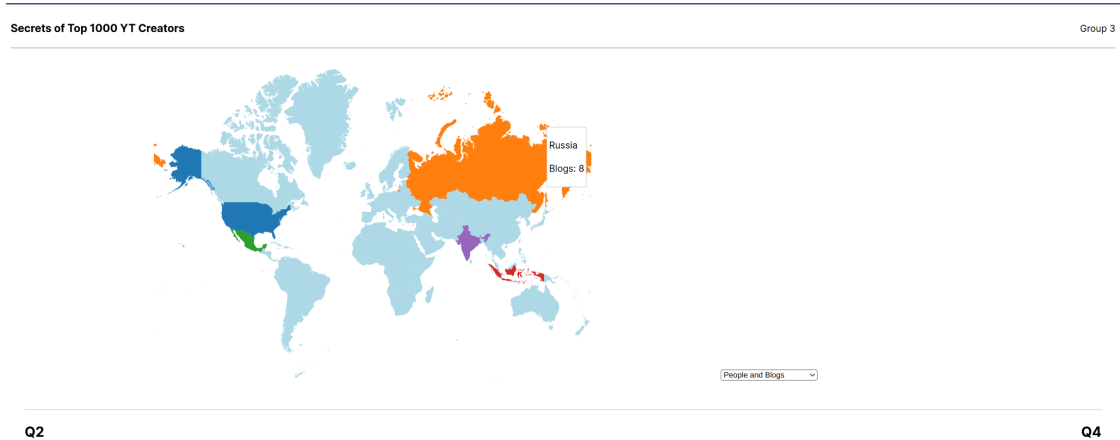 Secrets of Top 1000 YT Creators
Group 3
Russia
Blogs: 8
People and Blogs
Q2
Q4